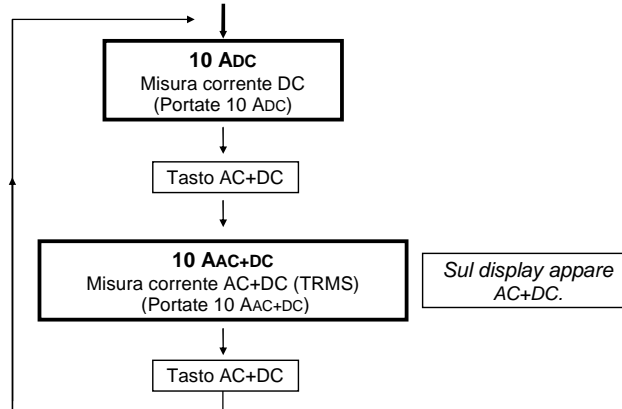 10 ADC
Misura corrente DC
(Portate 10 ADC)
Tasto AC+DC
10 AAC+DC
Misura corrente AC+DC (TRMS)
(Portate 10 AAC+DC)
Sul display appare
AC+DC.
Tasto AC+DC